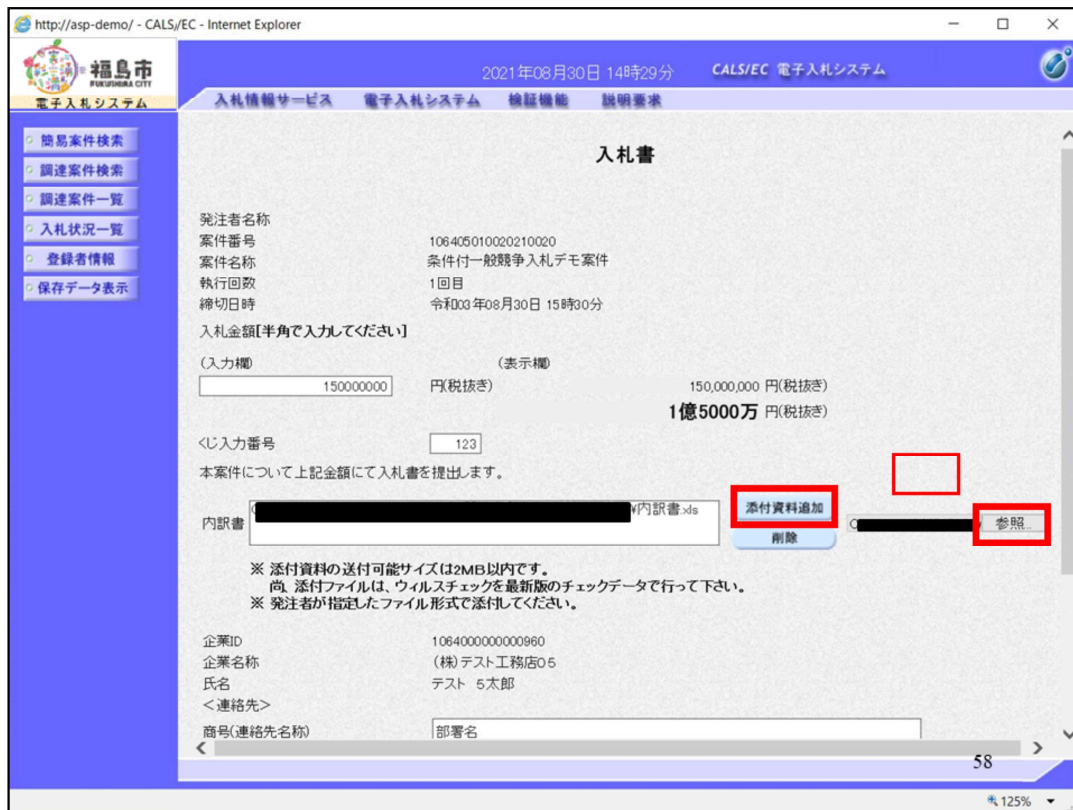 http://asp-demo/ - CALS/EC - Internet Explorer
福島市
FUKUSHIMA CITY
電子入札システム
2021年08月30日 14時29分
CALS/EC 電子入札システム
入札情報サービス 電子入札システム 検証機能 説明要求
簡易案件検索
調達案件検索
調達案件一覧
入札状況一覧
登録者情報
保存データ表示
入札書
発注者名称
案件番号 106405010020210020
案件名称 条件付一般競争入札デモ案件
執行回数 1回目
締切日時 令和03年08月30日 15時30分
入札金額[半角で入力してください]
(入力欄) (表示欄)
150000000 円(税抜き) 150,000,000 円(税抜き)
1億5000万 円(税抜き)
くじ入力番号 123
本案件について上記金額にて入札書を提出します。
内訳書 C ¥内訳書.xls 添付資料追加 C 参照...
削除
※ 添付資料の送付可能サイズは2MB以内です。
尚、添付ファイルは、ウィルスチェックを最新版のチェックデータで行って下さい。
※ 発注者が指定したファイル形式で添付してください。
企業ID 1064000000000960
企業名称 (株)テスト工務店05
氏名 テスト 5太郎
<連絡先>
商号(連絡先名称) 部署名
58
125%